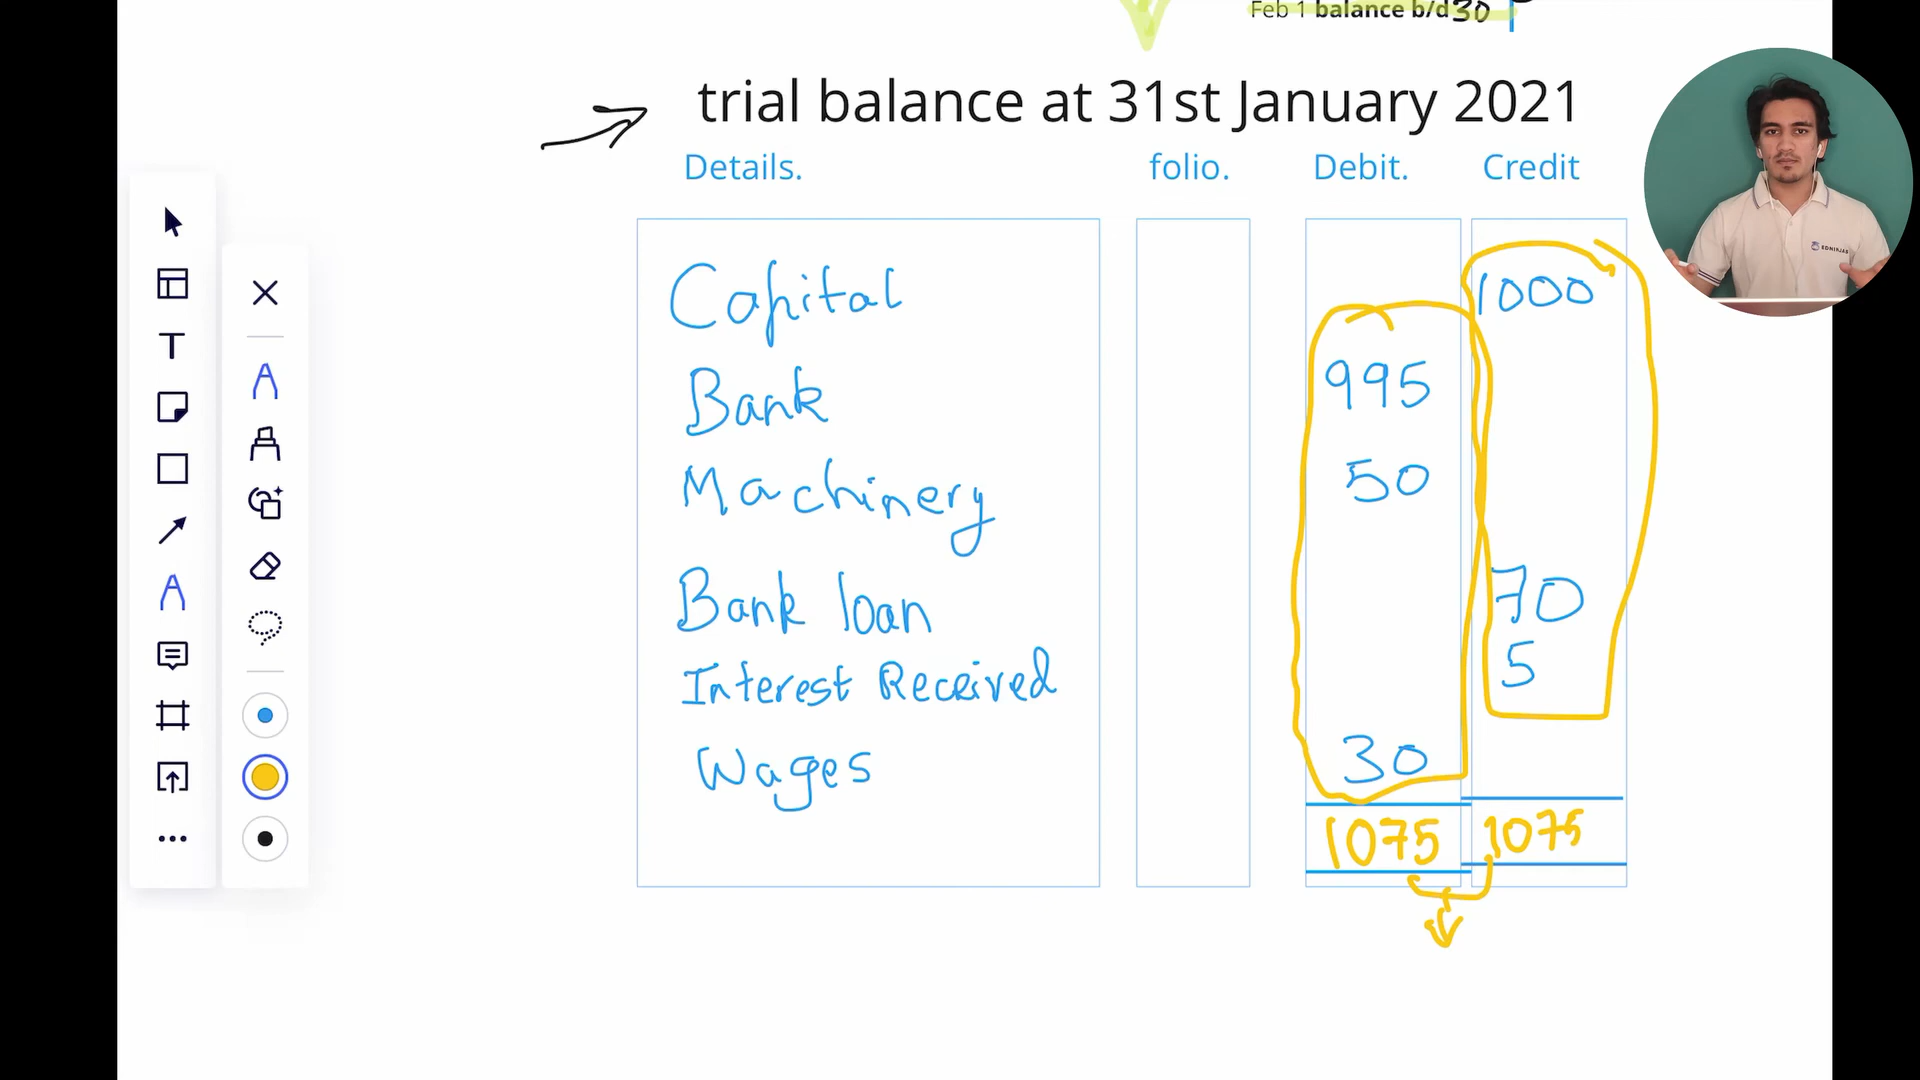 Feb 1 balance b/d 30
trial balance at 31st January 2021
Details. folio. Debit. Credit
Capital 1000
Bank 995
Machinery 50
Bank loan 70
Interest Received 5
Wages 30
1075 1075
T
EDNINJAS